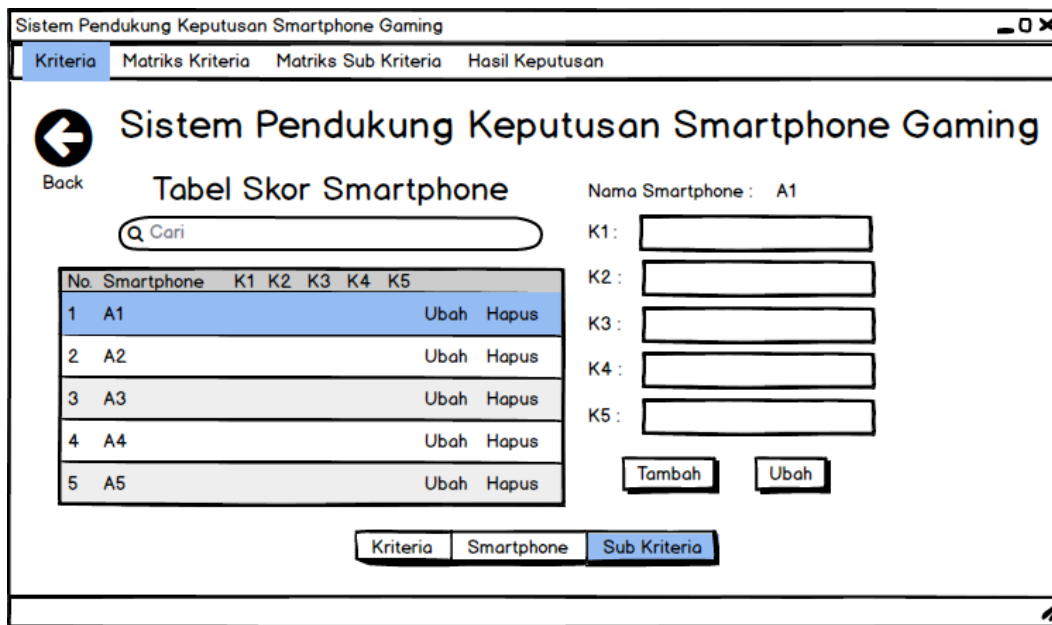 Sistem Pendukung Keputusan Smartphone Gaming
Kriteria Matriks Kriteria Matriks Sub Kriteria Hasil Keputusan
Sistem Pendukung Keputusan Smartphone Gaming
Back
Tabel Skor Smartphone
Cari
No. Smartphone K1 K2 K3 K4 K5
1 A1 Ubah Hapus
2 A2 Ubah Hapus
3 A3 Ubah Hapus
4 A4 Ubah Hapus
5 A5 Ubah Hapus
Nama Smartphone : A1
K1 :
K2 :
K3 :
K4 :
K5 :
Tambah Ubah
Kriteria Smartphone Sub Kriteria